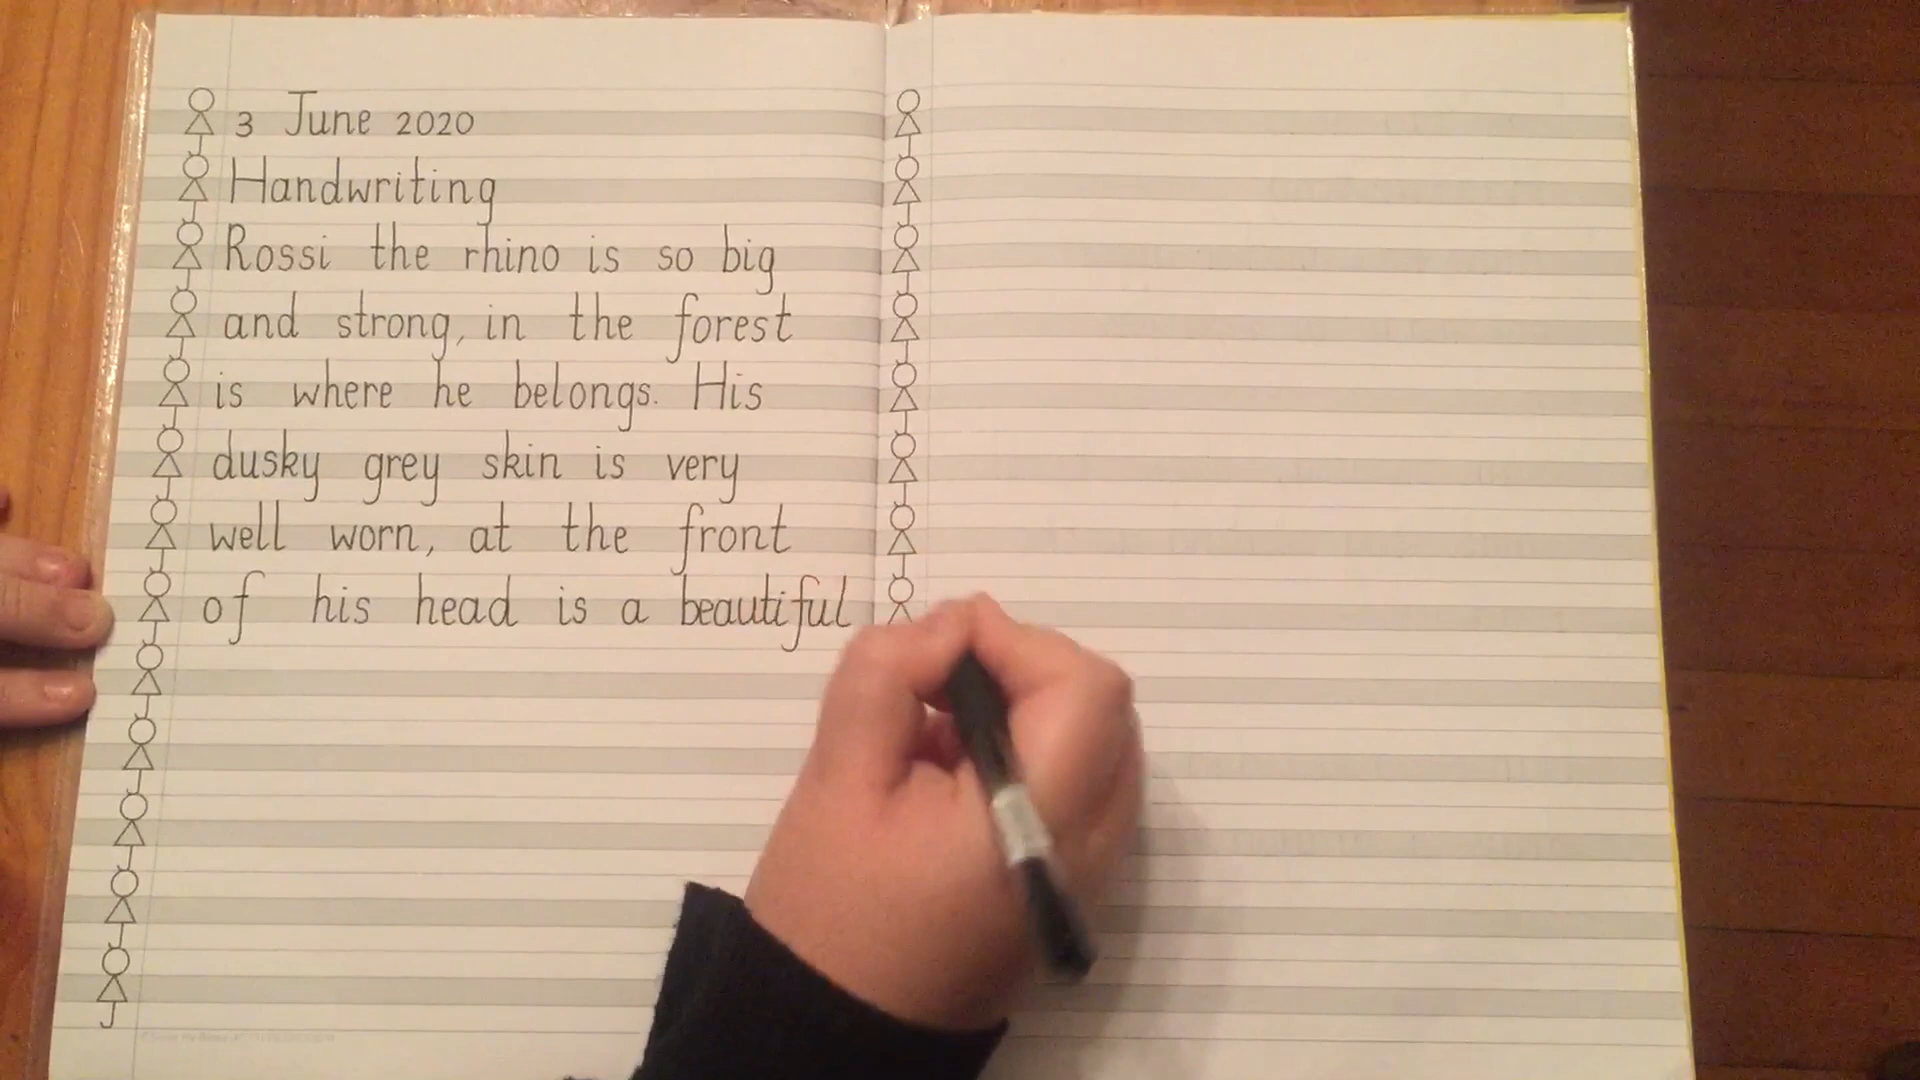 3 June 2020
Handwriting
Rossi the rhino is so big
and strong, in the forest
is where he belongs. His
dusky grey skin is very
well worn, at the front
of his head is a beautiful